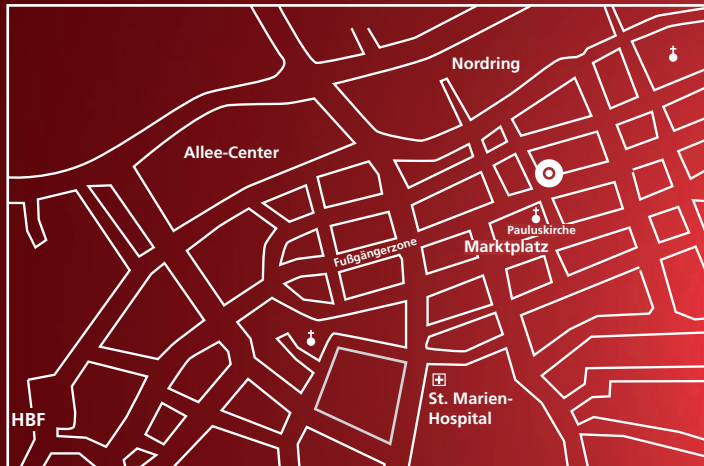 Nordring
Allee-Center
Pauluskirche
Marktplatz
Fußgängerzone
St. Marien-
Hospital
HBF